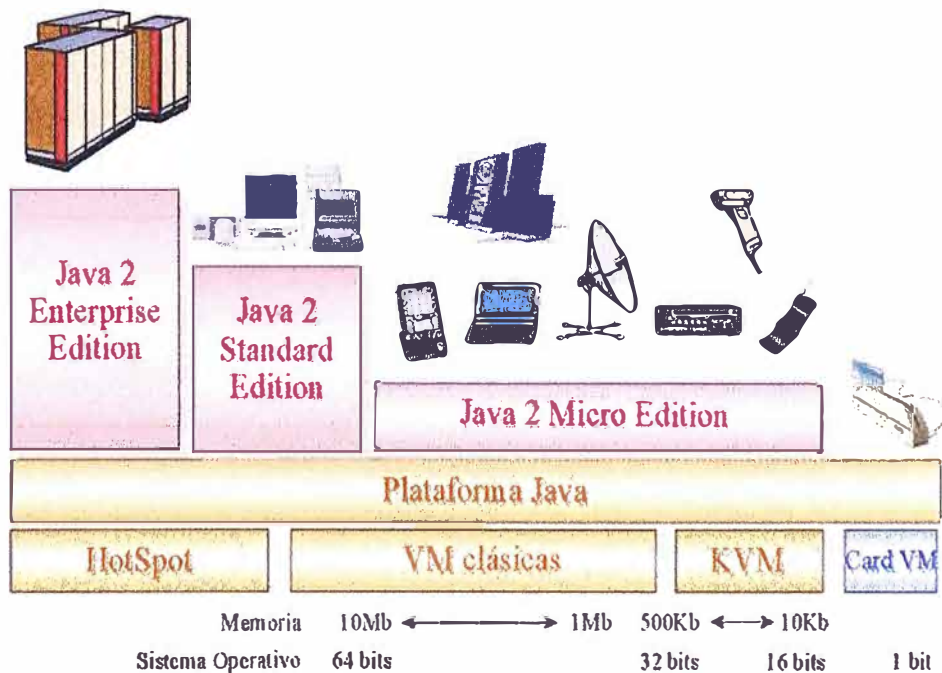 Java 2
Enterprise
Edition
Java 2
Standard
Edition
Java 2 Micro Edition
Plataforma Java
HotSpot
VM clásicas
KVM
Card VM
Memoria 10Mb 1Mb 500Kb 10Kb
Sistema Operativo 64 bits 32 bits 16 bits 1 bit